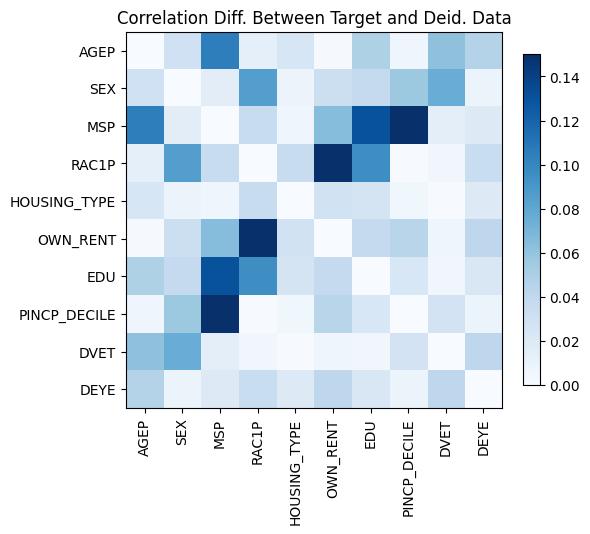 Correlation Diff. Between Target and Deid. Data
AGEP
SEX
MSP
RAC1P
HOUSING_TYPE
OWN_RENT
EDU
PINCP_DECILE
DVET
DEYE
AGEP
SEX
MSP
RAC1P
HOUSING_TYPE
OWN_RENT
EDU
PINCP_DECILE
DVET
DEYE
0.14
0.12
0.10
0.08
0.06
0.04
0.02
0.00